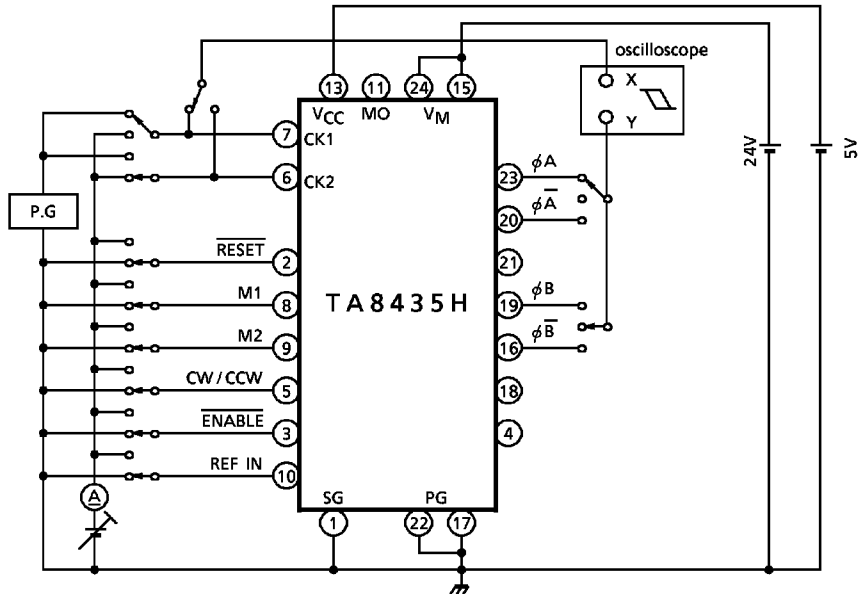 oscilloscope
13 11 24 15
VCC MO VM
X
Y
7 CK1
6 CK2
24V
5V
P.G
23 φA
20 φA̅
R̅E̅S̅E̅T̅ 2
21
M1 8
TA8435H
19 φB
M2 9
16 φB̅
CW / CCW 5
18
E̅N̅A̅B̅L̅E̅ 3
4
REF IN 10
A
SG PG
1 22 17